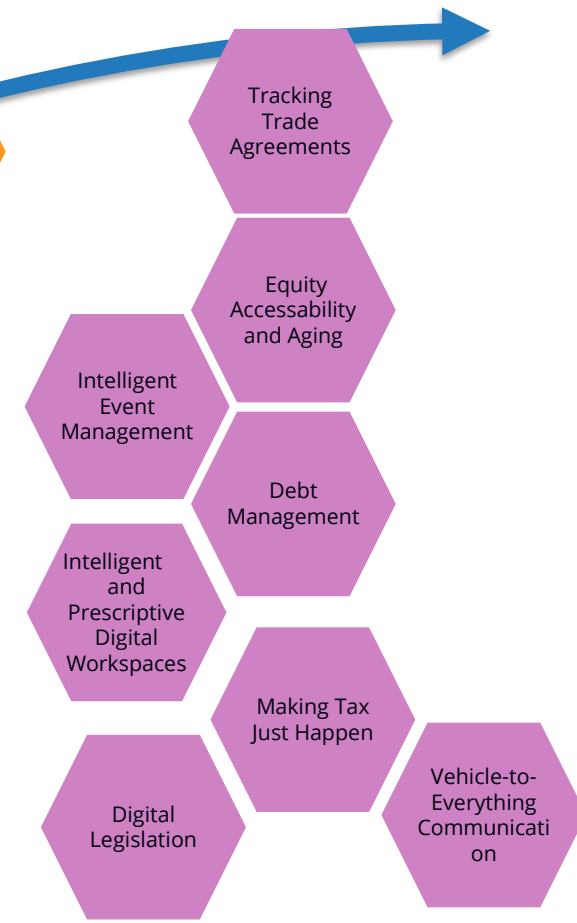 Tracking
Trade
Agreements
Equity
Accessability
and Aging
Intelligent
Event
Management
Debt
Management
Intelligent
and
Prescriptive
Digital
Workspaces
Making Tax
Just Happen
Vehicle-to-
Everything
Communicati
on
Digital
Legislation